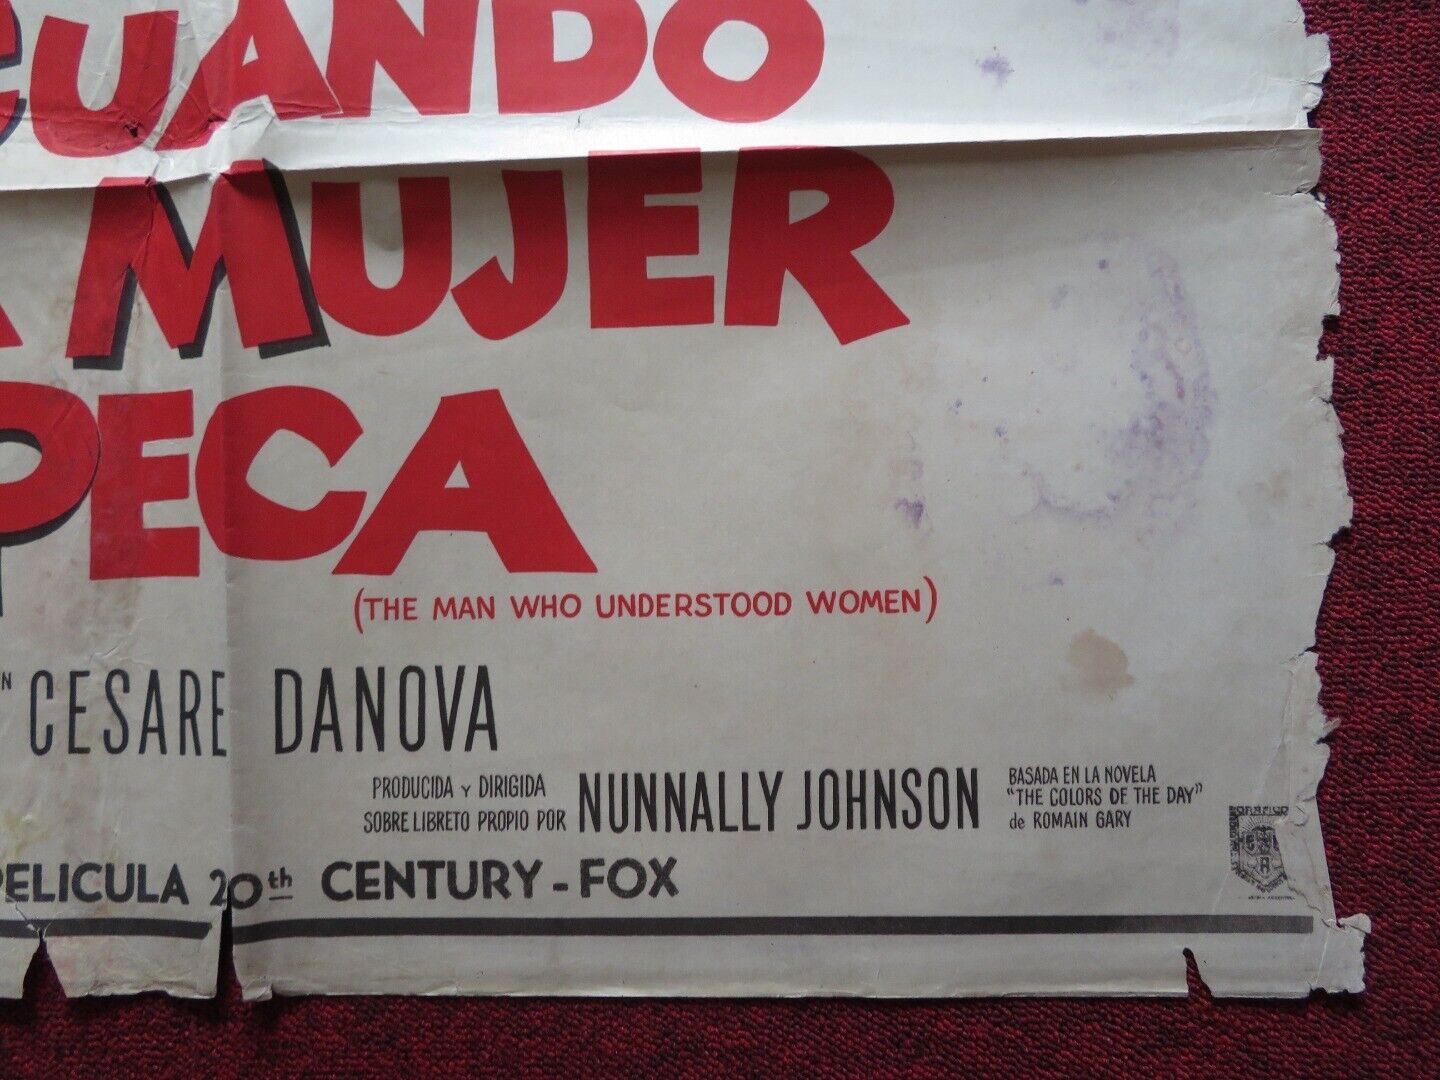 CUANDO
MUJER
PECA
(THE MAN WHO UNDERSTOOD WOMEN)
CESARE DANOVA
PRODUCIDA Y DIRIGIDA
SOBRE LIBRETO PROPIO POR
NUNNALLY JOHNSON
BASADA EN LA NOVELA
"THE COLORS OF THE DAY"
de ROMAIN GARY
PELICULA 20th CENTURY-FOX